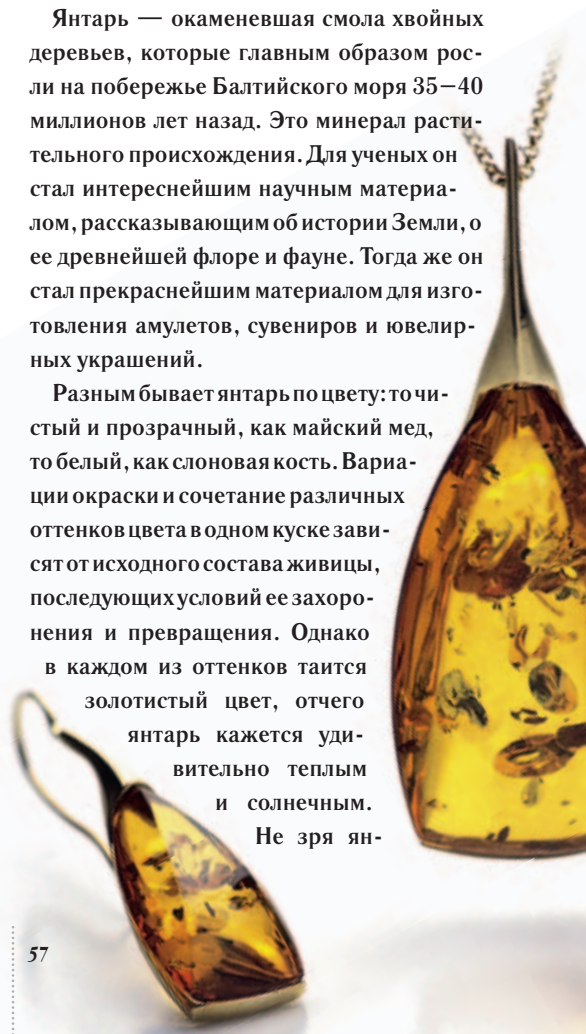 Янтарь — окаменевшая смола хвойных
деревьев, которые главным образом рос-
ли на побережье Балтийского моря 35–40
миллионов лет назад. Это минерал расти-
тельного происхождения. Для ученых он
стал интереснейшим научным материа-
лом, рассказывающим об истории Земли, о
ее древнейшей флоре и фауне. Тогда же он
стал прекраснейшим материалом для изго-
товления амулетов, сувениров и ювелир-
ных украшений.
Разным бывает янтарь по цвету: то чи-
стый и прозрачный, как майский мед,
то белый, как слоновая кость. Вариа-
ции окраски и сочетание различных
оттенков цвета в одном куске зави-
сят от исходного состава живицы,
последующих условий ее захоро-
нения и превращения. Однако
в каждом из оттенков таится
золотистый цвет, отчего
янтарь кажется уди-
вительно теплым
и солнечным.
Не зря ян-
57